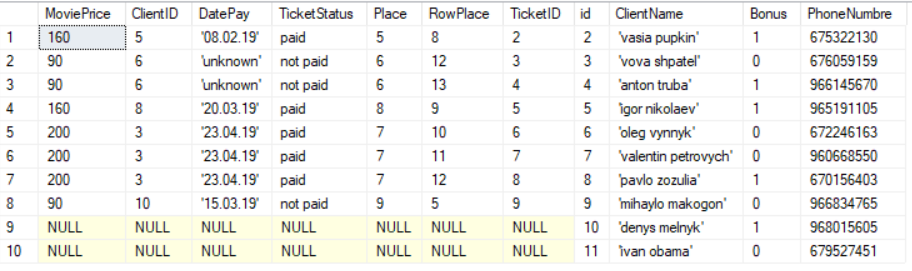 MoviePrice ClientID DatePay TicketStatus Place RowPlace TicketID id ClientName Bonus PhoneNumbre
1 160 5 '08.02.19' paid 5 8 2 2 'vasia pupkin' 1 675322130
2 90 6 'unknown' not paid 6 12 3 3 'vova shpatel' 0 676059159
3 90 6 'unknown' not paid 6 13 4 4 'anton truba' 1 966145670
4 160 8 '20.03.19' paid 8 9 5 5 'igor nikolaev' 1 965191105
5 200 3 '23.04.19' paid 7 10 6 6 'oleg vynnyk' 0 672246163
6 200 3 '23.04.19' paid 7 11 7 7 'valentin petrovych' 0 960668550
7 200 3 '23.04.19' paid 7 12 8 8 'pavlo zozulia' 1 670156403
8 90 10 '15.03.19' not paid 9 5 9 9 'mihaylo makogon' 0 966834765
9 NULL NULL NULL NULL NULL NULL NULL 10 'denys melnyk' 1 968015605
10 NULL NULL NULL NULL NULL NULL NULL 11 'ivan obama' 0 679527451